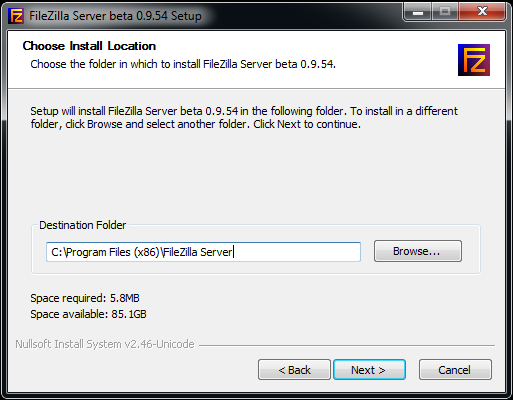 FileZilla Server beta 0.9.54 Setup
Choose Install Location
Choose the folder in which to install FileZilla Server beta 0.9.54.
FZ
Setup will install FileZilla Server beta 0.9.54 in the following folder. To install in a different
folder, click Browse and select another folder. Click Next to continue.
Destination Folder
C:\Program Files (x86)\FileZilla Server
Browse...
Space required: 5.8MB
Space available: 85.1GB
Nullsoft Install System v2.46-Unicode
< Back
Next >
Cancel